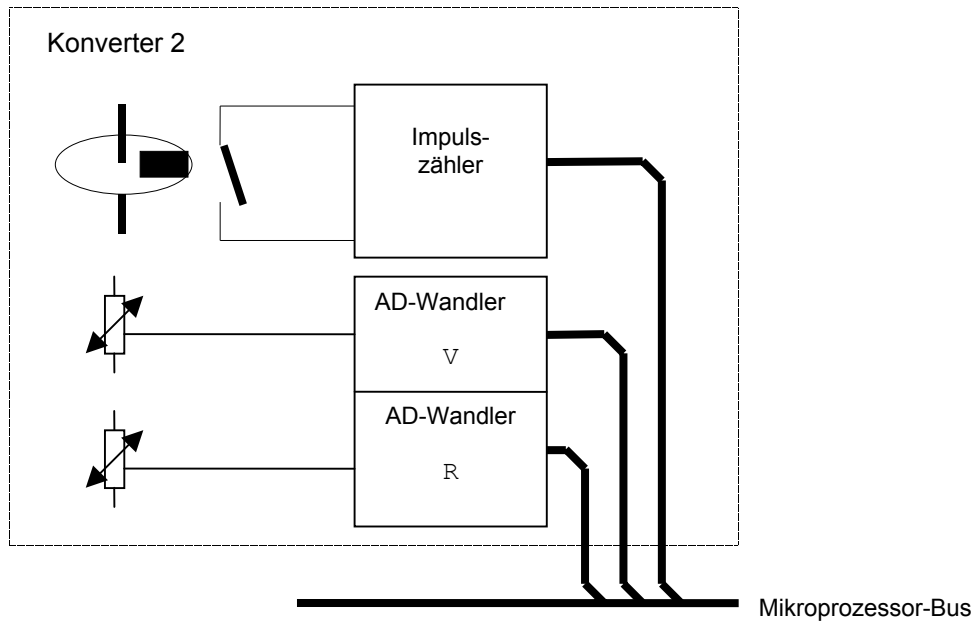 Konverter 2
Impuls-
zähler
AD-Wandler
V
AD-Wandler
R
Mikroprozessor-Bus